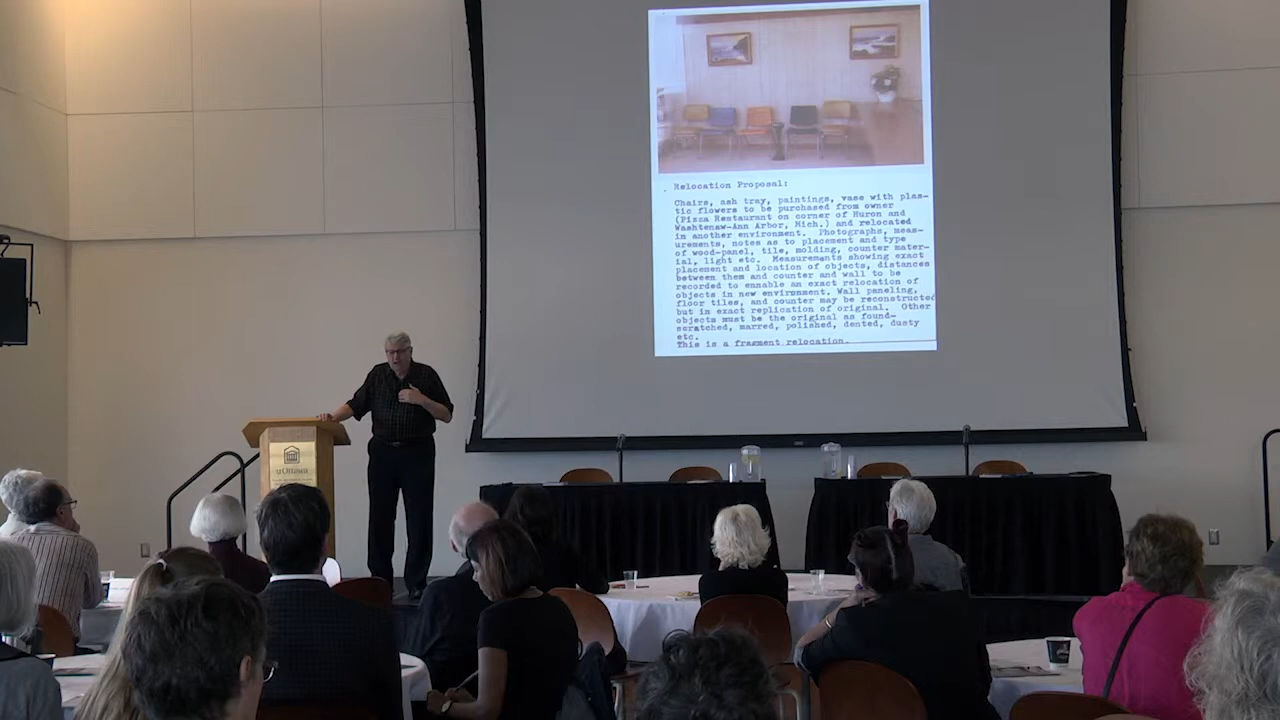 Relocation Proposal:
Chairs, ash tray, paintings, vase with plas-
tic flowers to be purchased from owner
(Pizza Restaurant on corner of Huron and
Washtenaw-Ann Arbor, Mich.) and relocated
in another environment. Photographs, meas-
urements, notes as to placement and type
of wood-panel, tile, molding, counter mater-
ial, light etc. Measurements showing exact
placement and location of objects, distances
between them and counter and wall to be
recorded to ennable an exact relocation of
objects in new environment. Wall paneling,
floor tiles, and counter may be reconstructed
but in exact replication of original. Other
objects must be the original as found-
scratched, marred, polished, dented, dusty
etc.
This is a fragment relocation.
uOttawa